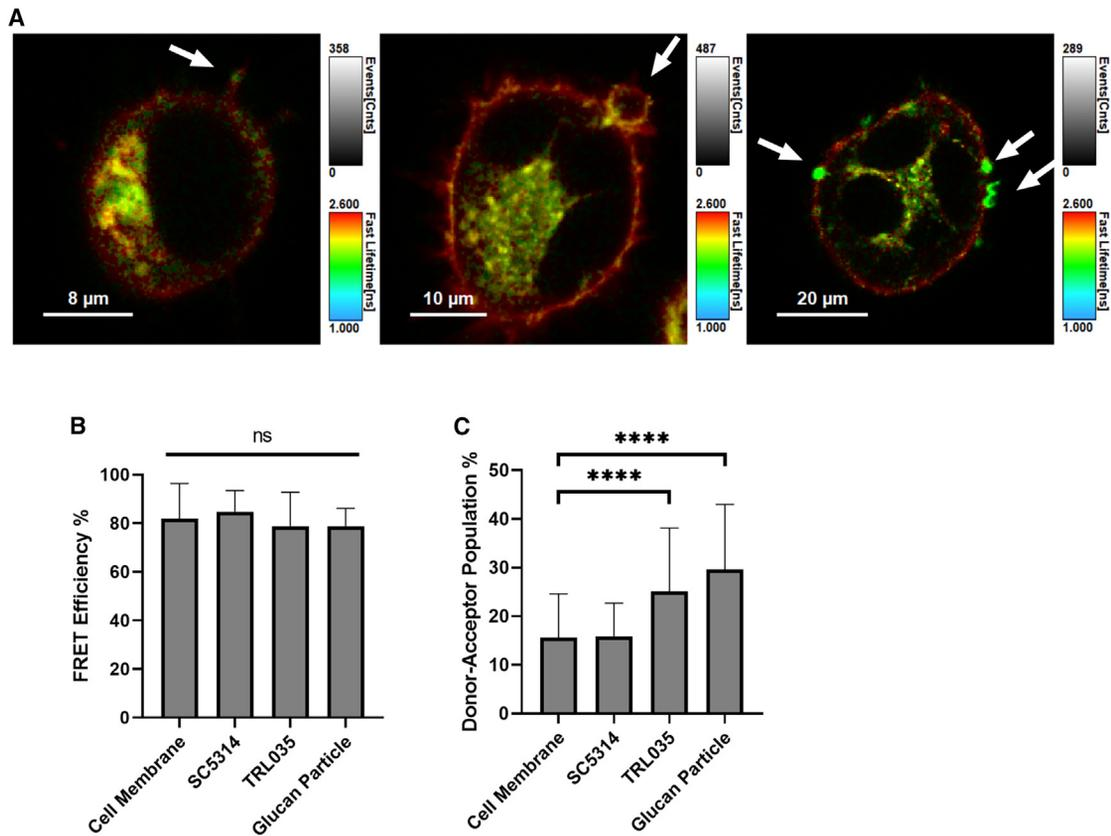 A
358
Events[Cnts]
0
2.600
Fast Lifetime[ns]
1.000
8 µm
487
Events[Cnts]
0
2.600
Fast Lifetime[ns]
1.000
10 µm
289
Events[Cnts]
0
2.600
Fast Lifetime[ns]
1.000
20 µm
B
ns
FRET Efficiency %
100
80
60
40
20
0
Cell Membrane
SC5314
TRL035
Glucan Particle
C
****
****
Donor-Acceptor Population %
50
40
30
20
10
0
Cell Membrane
SC5314
TRL035
Glucan Particle